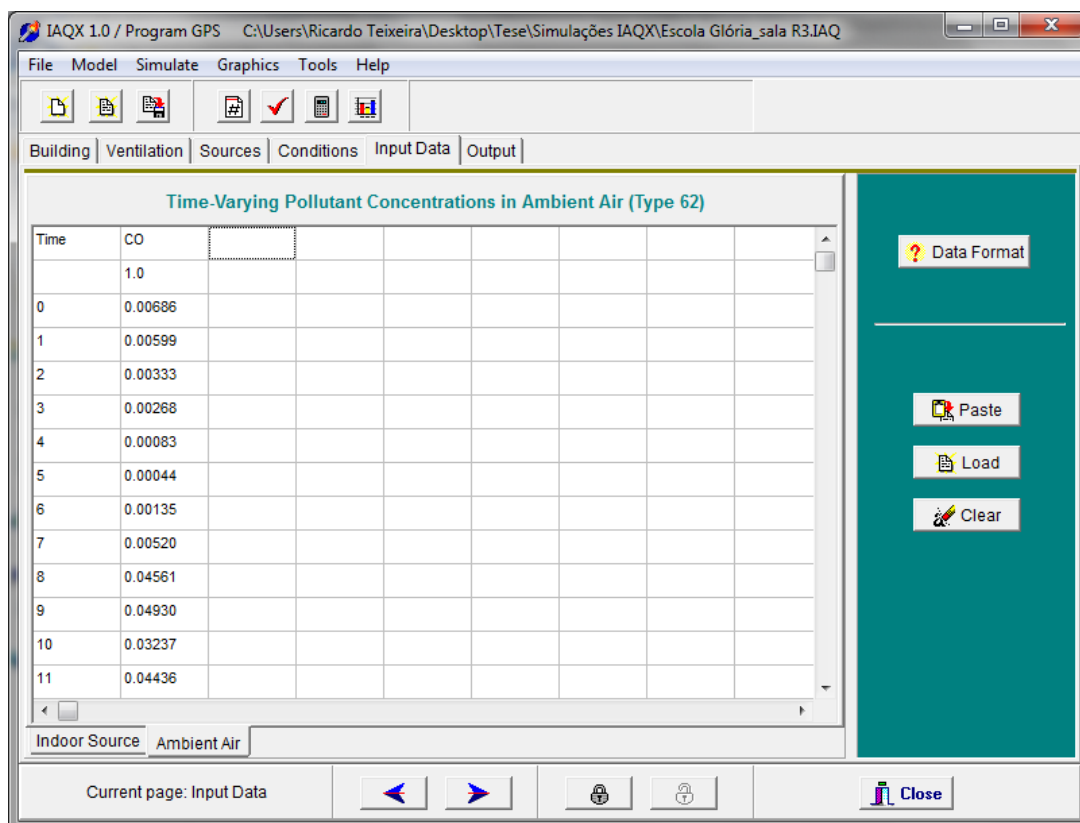 IAQX 1.0 / Program GPS C:\Users\Ricardo Teixeira\Desktop\Tese\Simulações IAQX\Escola Glória_sala R3.IAQ
File Model Simulate Graphics Tools Help
Building Ventilation Sources Conditions Input Data Output
Time-Varying Pollutant Concentrations in Ambient Air (Type 62)
Time CO
1.0
0 0.00686
1 0.00599
2 0.00333
3 0.00268
4 0.00083
5 0.00044
6 0.00135
7 0.00520
8 0.04561
9 0.04930
10 0.03237
11 0.04436
? Data Format
Paste
Load
Clear
Indoor Source Ambient Air
Current page: Input Data
Close